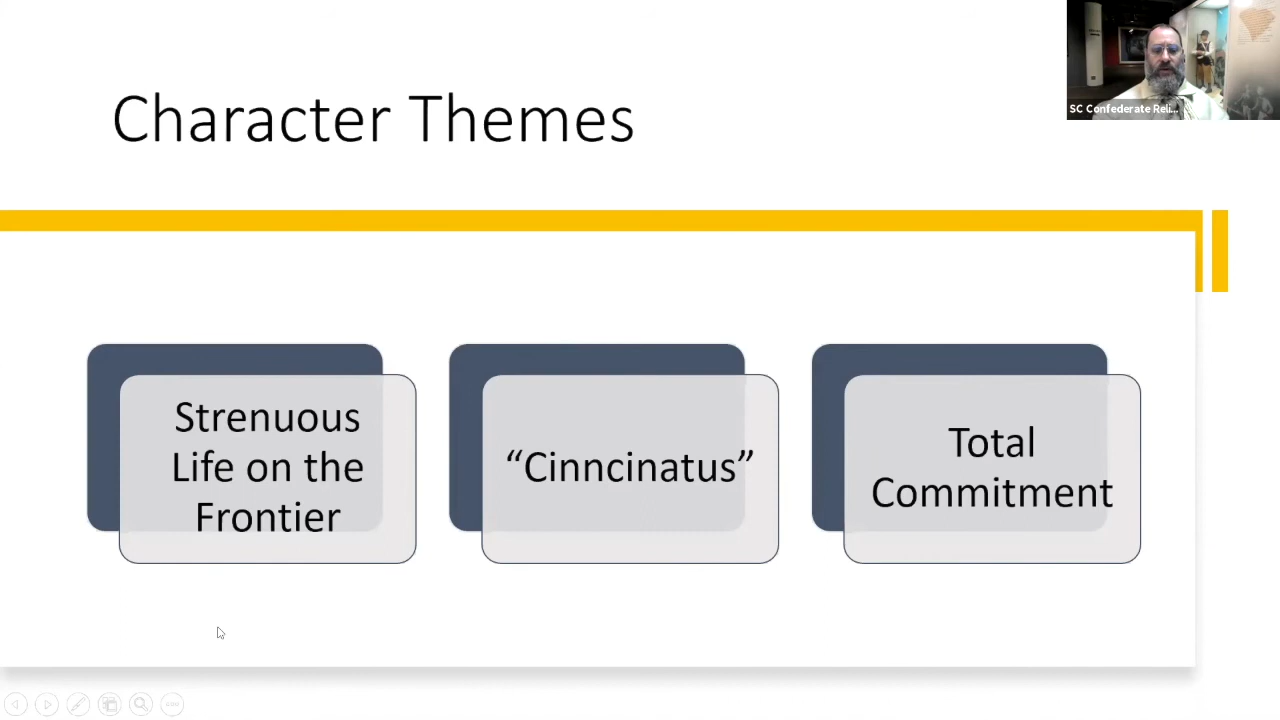 Character Themes
SC Confederate Reli...
Strenuous
Life on the
Frontier
“Cinncinatus”
Total
Commitment